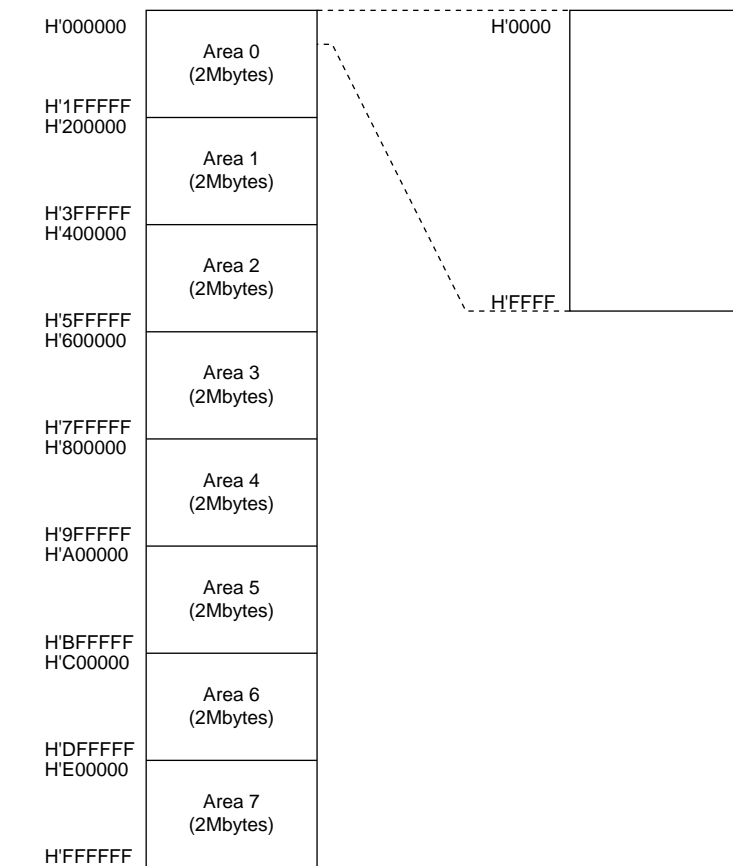 H'000000
Area 0
(2Mbytes)
H'1FFFFF
H'200000
Area 1
(2Mbytes)
H'3FFFFF
H'400000
Area 2
(2Mbytes)
H'5FFFFF
H'600000
Area 3
(2Mbytes)
H'7FFFFF
H'800000
Area 4
(2Mbytes)
H'9FFFFF
H'A00000
Area 5
(2Mbytes)
H'BFFFFF
H'C00000
Area 6
(2Mbytes)
H'DFFFFF
H'E00000
Area 7
(2Mbytes)
H'FFFFFF
H'0000
H'FFFF